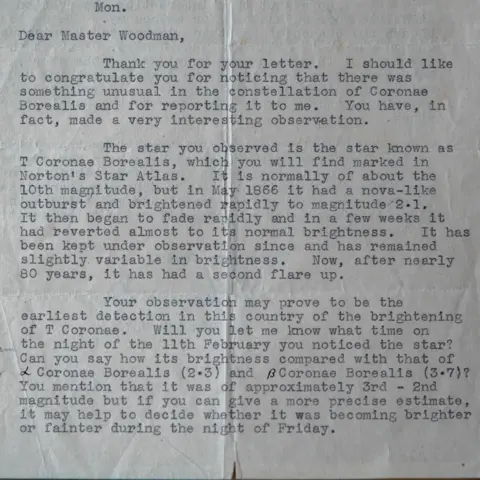 Mon.
Dear Master Woodman,
Thank you for your letter. I should like
to congratulate you for noticing that there was
something unusual in the constellation of Coronae
Borealis and for reporting it to me. You have, in
fact, made a very interesting observation.
The star you observed is the star known as
T Coronae Borealis, which you will find marked in
Norton's Star Atlas. It is normally of about the
10th magnitude, but in May 1866 it had a nova-like
outburst and brightened rapidly to magnitude 2·1.
It then began to fade rapidly and in a few weeks it
had reverted almost to its normal brightness. It has
been kept under observation since and has remained
slightly variable in brightness. Now, after nearly
80 years, it has had a second flare up.
Your observation may prove to be the
earliest detection in this country of the brightening
of T Coronae. Will you let me know what time on
the night of the 11th February you noticed the star?
Can you say how its brightness compared with that of
α Coronae Borealis (2·3) and β Coronae Borealis (3·7)?
You mention that it was of approximately 3rd - 2nd
magnitude but if you can give a more precise estimate,
it may help to decide whether it was becoming brighter
or fainter during the night of Friday.